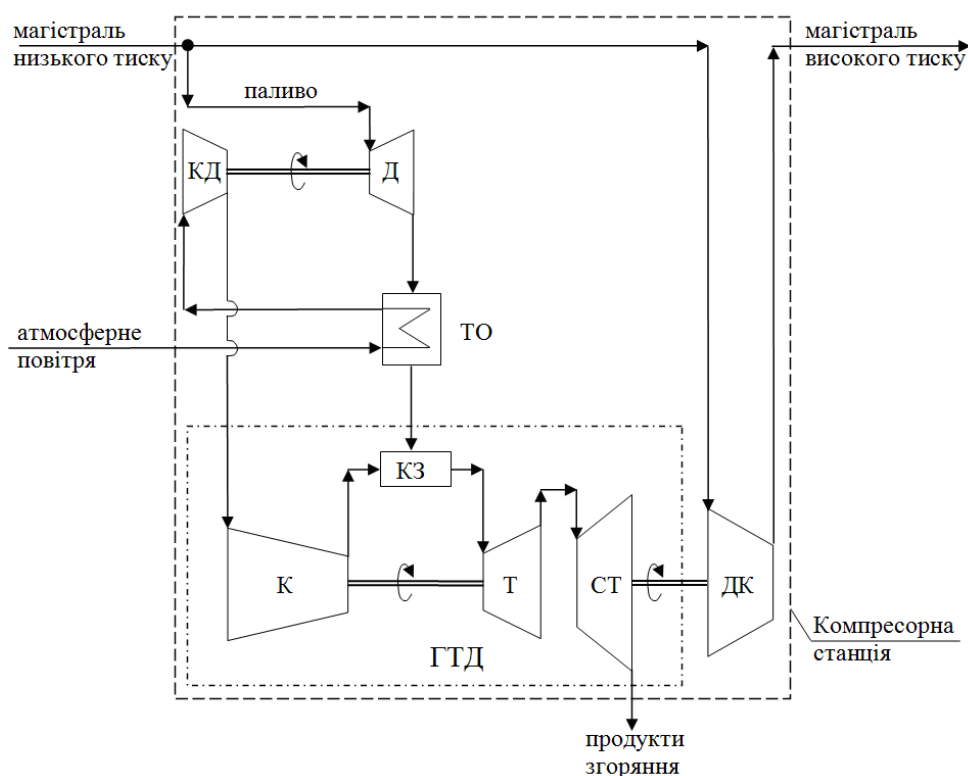 магістраль
низького тиску
магістраль
високого тиску
паливо
КД
Д
ТО
атмосферне
повітря
КЗ
К
Т
СТ
ДК
ГТД
Компресорна
станція
продукти
згоряння